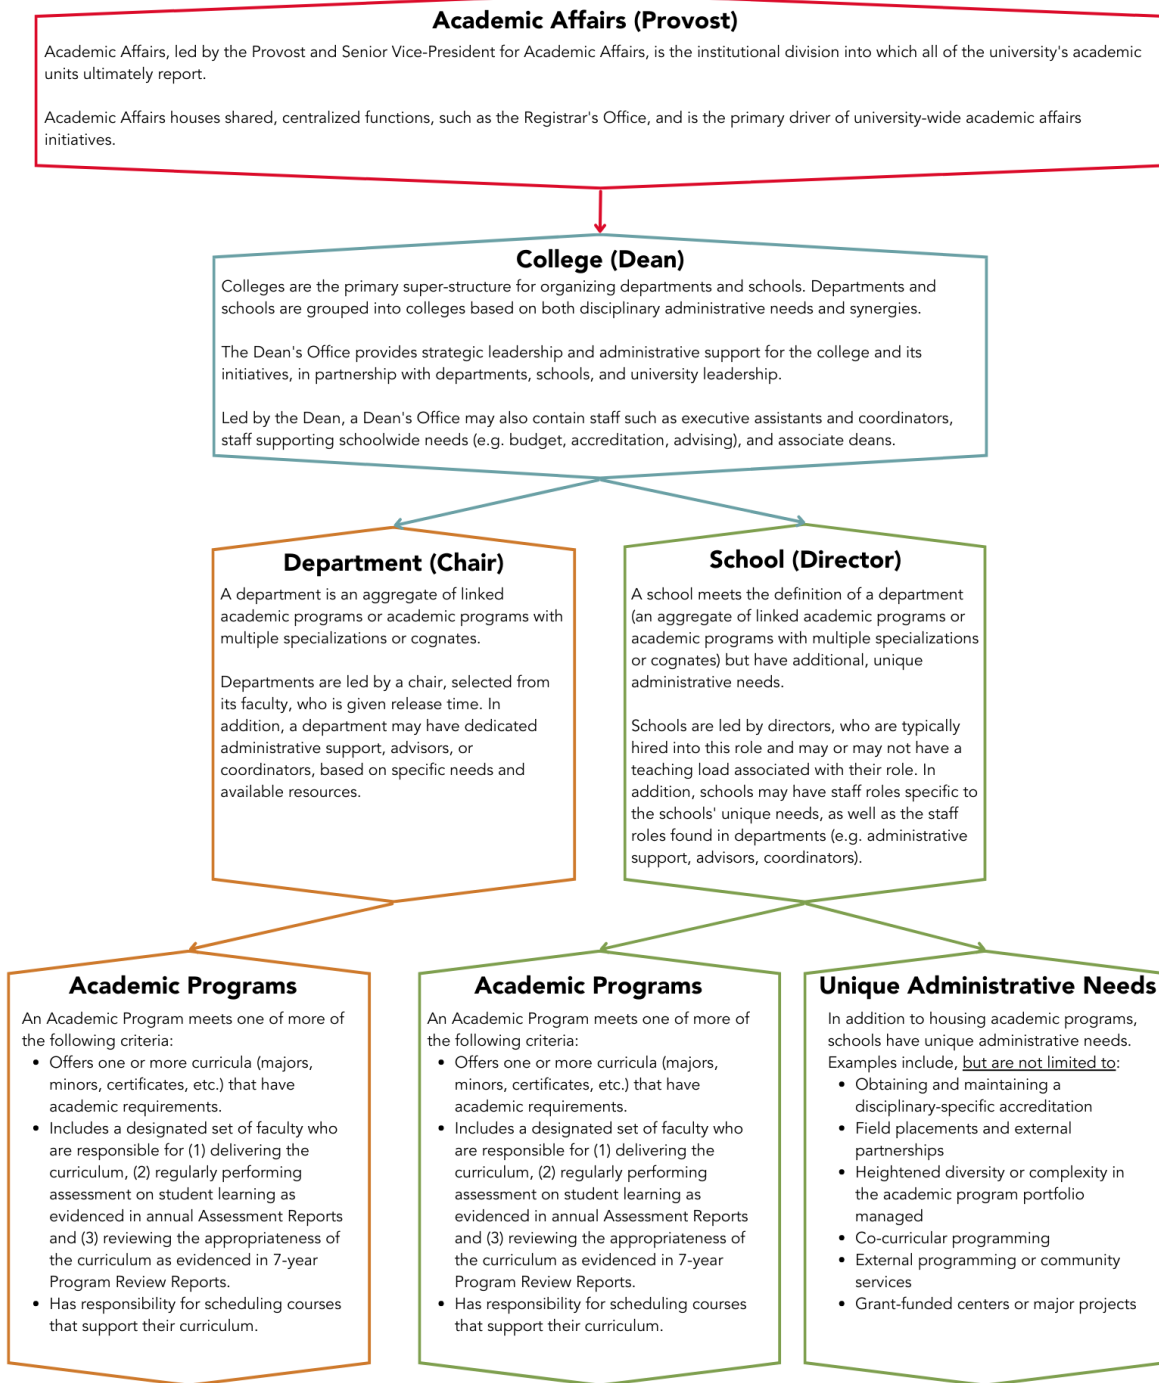 Academic Affairs (Provost)
Academic Affairs, led by the Provost and Senior Vice-President for Academic Affairs, is the institutional division into which all of the university's academic
units ultimately report.
Academic Affairs houses shared, centralized functions, such as the Registrar's Office, and is the primary driver of university-wide academic affairs
initiatives.
College (Dean)
Colleges are the primary super-structure for organizing departments and schools. Departments and
schools are grouped into colleges based on both disciplinary administrative needs and synergies.
The Dean's Office provides strategic leadership and administrative support for the college and its
initiatives, in partnership with departments, schools, and university leadership.
Led by the Dean, a Dean's Office may also contain staff such as executive assistants and coordinators,
staff supporting schoolwide needs (e.g. budget, accreditation, advising), and associate deans.
Department (Chair)
A department is an aggregate of linked
academic programs or academic programs with
multiple specializations or cognates.
Departments are led by a chair, selected from
its faculty, who is given release time. In
addition, a department may have dedicated
administrative support, advisors, or
coordinators, based on specific needs and
available resources.
School (Director)
A school meets the definition of a department
(an aggregate of linked academic programs or
academic programs with multiple specializations
or cognates) but have additional, unique
administrative needs.
Schools are led by directors, who are typically
hired into this role and may or may not have a
teaching load associated with their role. In
addition, schools may have staff roles specific to
the schools' unique needs, as well as the staff
roles found in departments (e.g. administrative
support, advisors, coordinators).
Academic Programs
An Academic Program meets one of more of
the following criteria:
• Offers one or more curricula (majors,
minors, certificates, etc.) that have
academic requirements.
• Includes a designated set of faculty who
are responsible for (1) delivering the
curriculum, (2) regularly performing
assessment on student learning as
evidenced in annual Assessment Reports
and (3) reviewing the appropriateness of
the curriculum as evidenced in 7-year
Program Review Reports.
• Has responsibility for scheduling courses
that support their curriculum.
Academic Programs
An Academic Program meets one of more of
the following criteria:
• Offers one or more curricula (majors,
minors, certificates, etc.) that have
academic requirements.
• Includes a designated set of faculty who
are responsible for (1) delivering the
curriculum, (2) regularly performing
assessment on student learning as
evidenced in annual Assessment Reports
and (3) reviewing the appropriateness of
the curriculum as evidenced in 7-year
Program Review Reports.
• Has responsibility for scheduling courses
that support their curriculum.
Unique Administrative Needs
In addition to housing academic programs,
schools have unique administrative needs.
Examples include, but are not limited to:
• Obtaining and maintaining a
disciplinary-specific accreditation
• Field placements and external
partnerships
• Heightened diversity or complexity in
the academic program portfolio
managed
• Co-curricular programming
• External programming or community
services
• Grant-funded centers or major projects